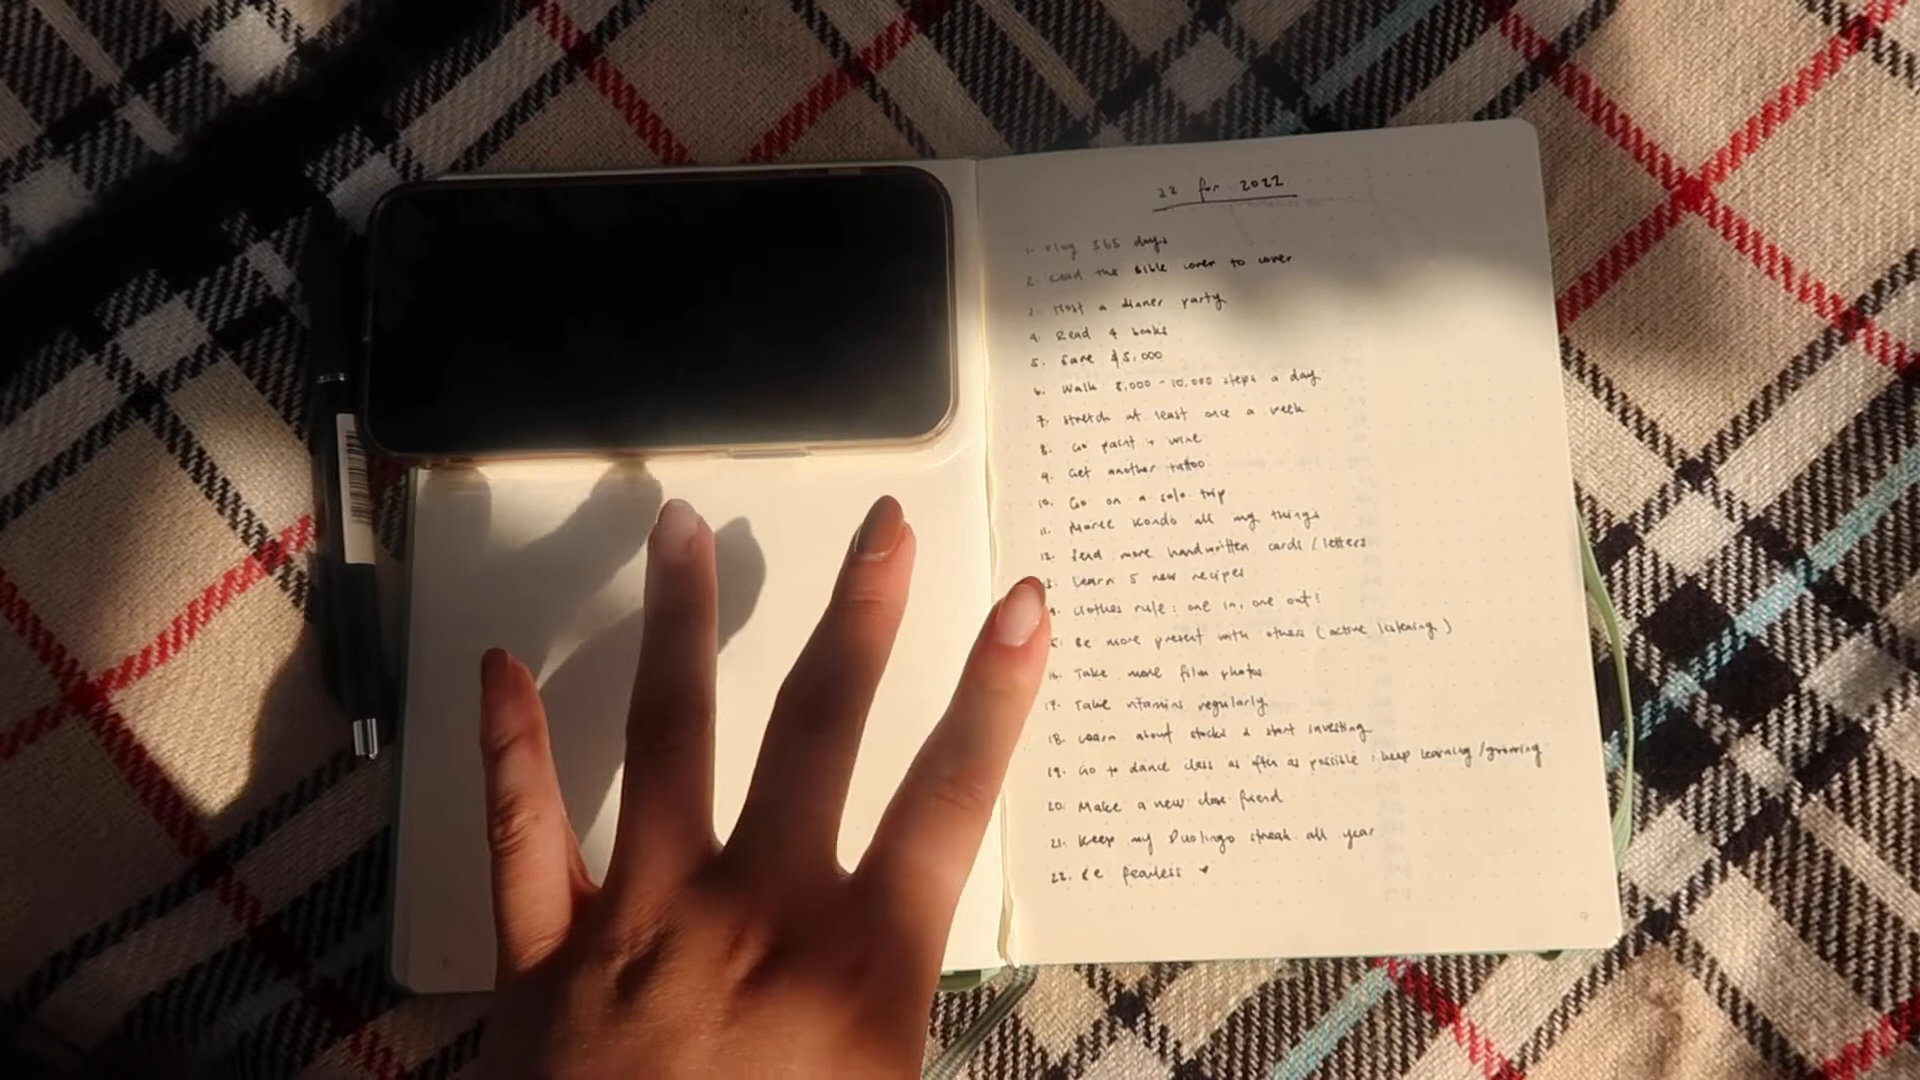 22 for 2022
1. Vlog 365 days
2. Read the Bible cover to cover
3. Host a dinner party
4. Read 4 books
5. Save $5,000
6. Walk 8,000 - 10,000 steps a day
7. Stretch at least once a week
8. Go paint + wine
9. Get another tattoo
10. Go on a solo trip
11. Marie Kondo all my things
12. Send more handwritten cards / letters
13. Learn 5 new recipes
4. Clothes rule: one in, one out!
5. Be more present with others (active listening)
16. Take more film photos
17. Take vitamins regularly
18. Learn about stocks & start investing
19. Go to dance class as often as possible; keep learning/growing
20. Make a new close friend
21. Keep my Duolingo streak all year
22. Be fearless ♥
9